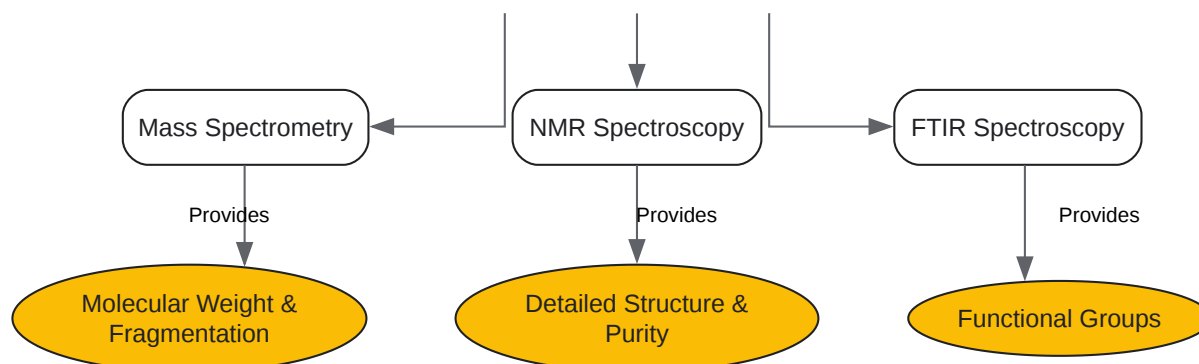 Mass Spectrometry
NMR Spectroscopy
FTIR Spectroscopy
Provides
Provides
Provides
Molecular Weight &
Fragmentation
Detailed Structure &
Purity
Functional Groups